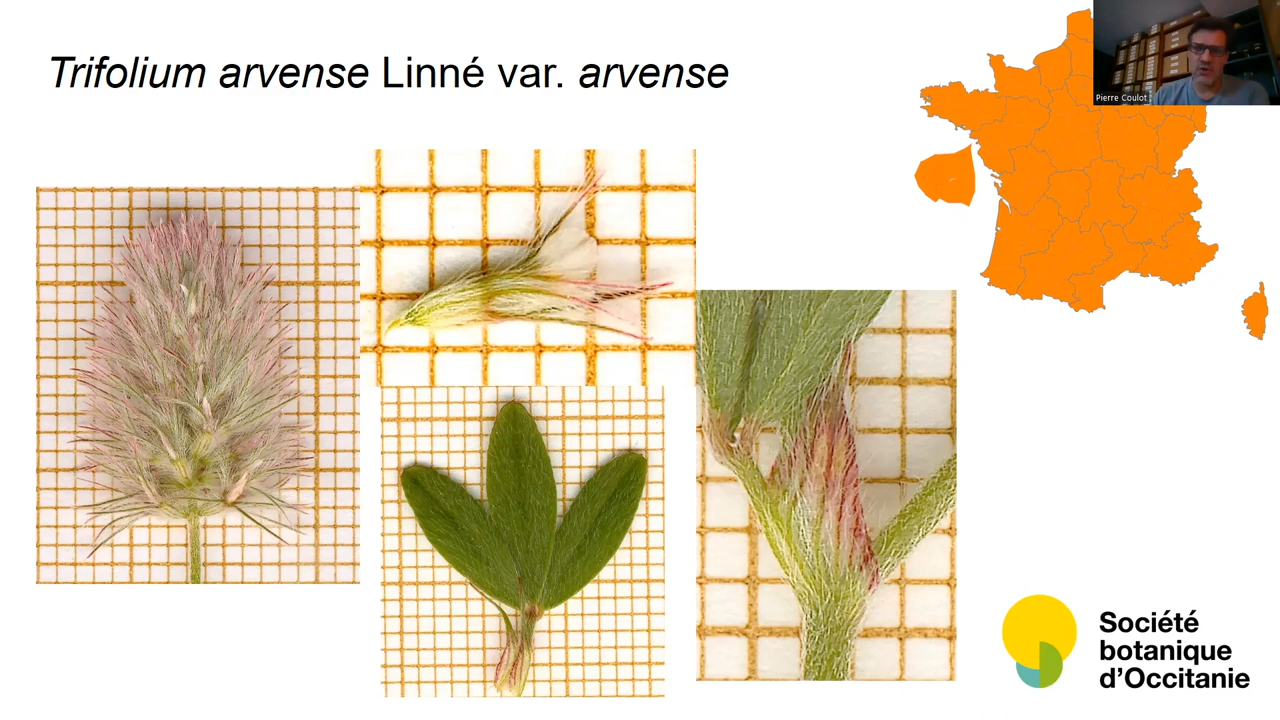 Trifolium arvense Linné var. arvense
Pierre Coulot
Société
botanique
d'Occitanie